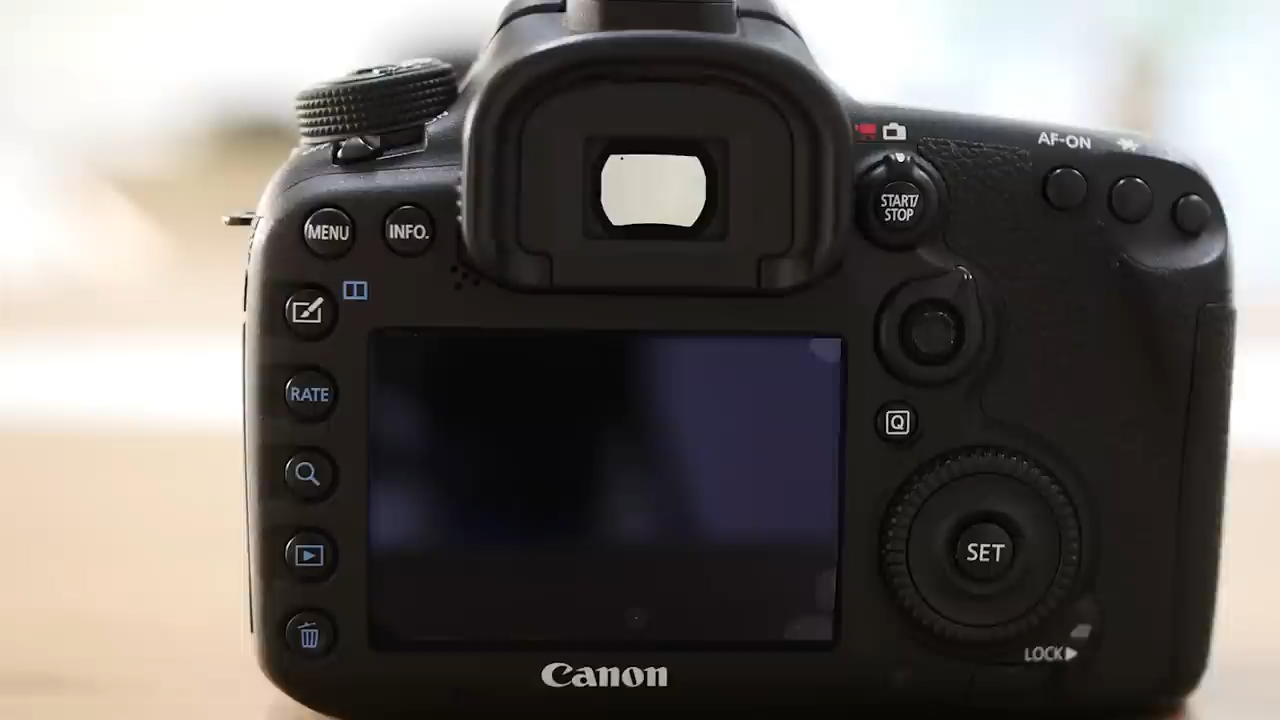 AF-ON
START/
STOP
MENU
INFO.
RATE
Q
SET
LOCK
Canon